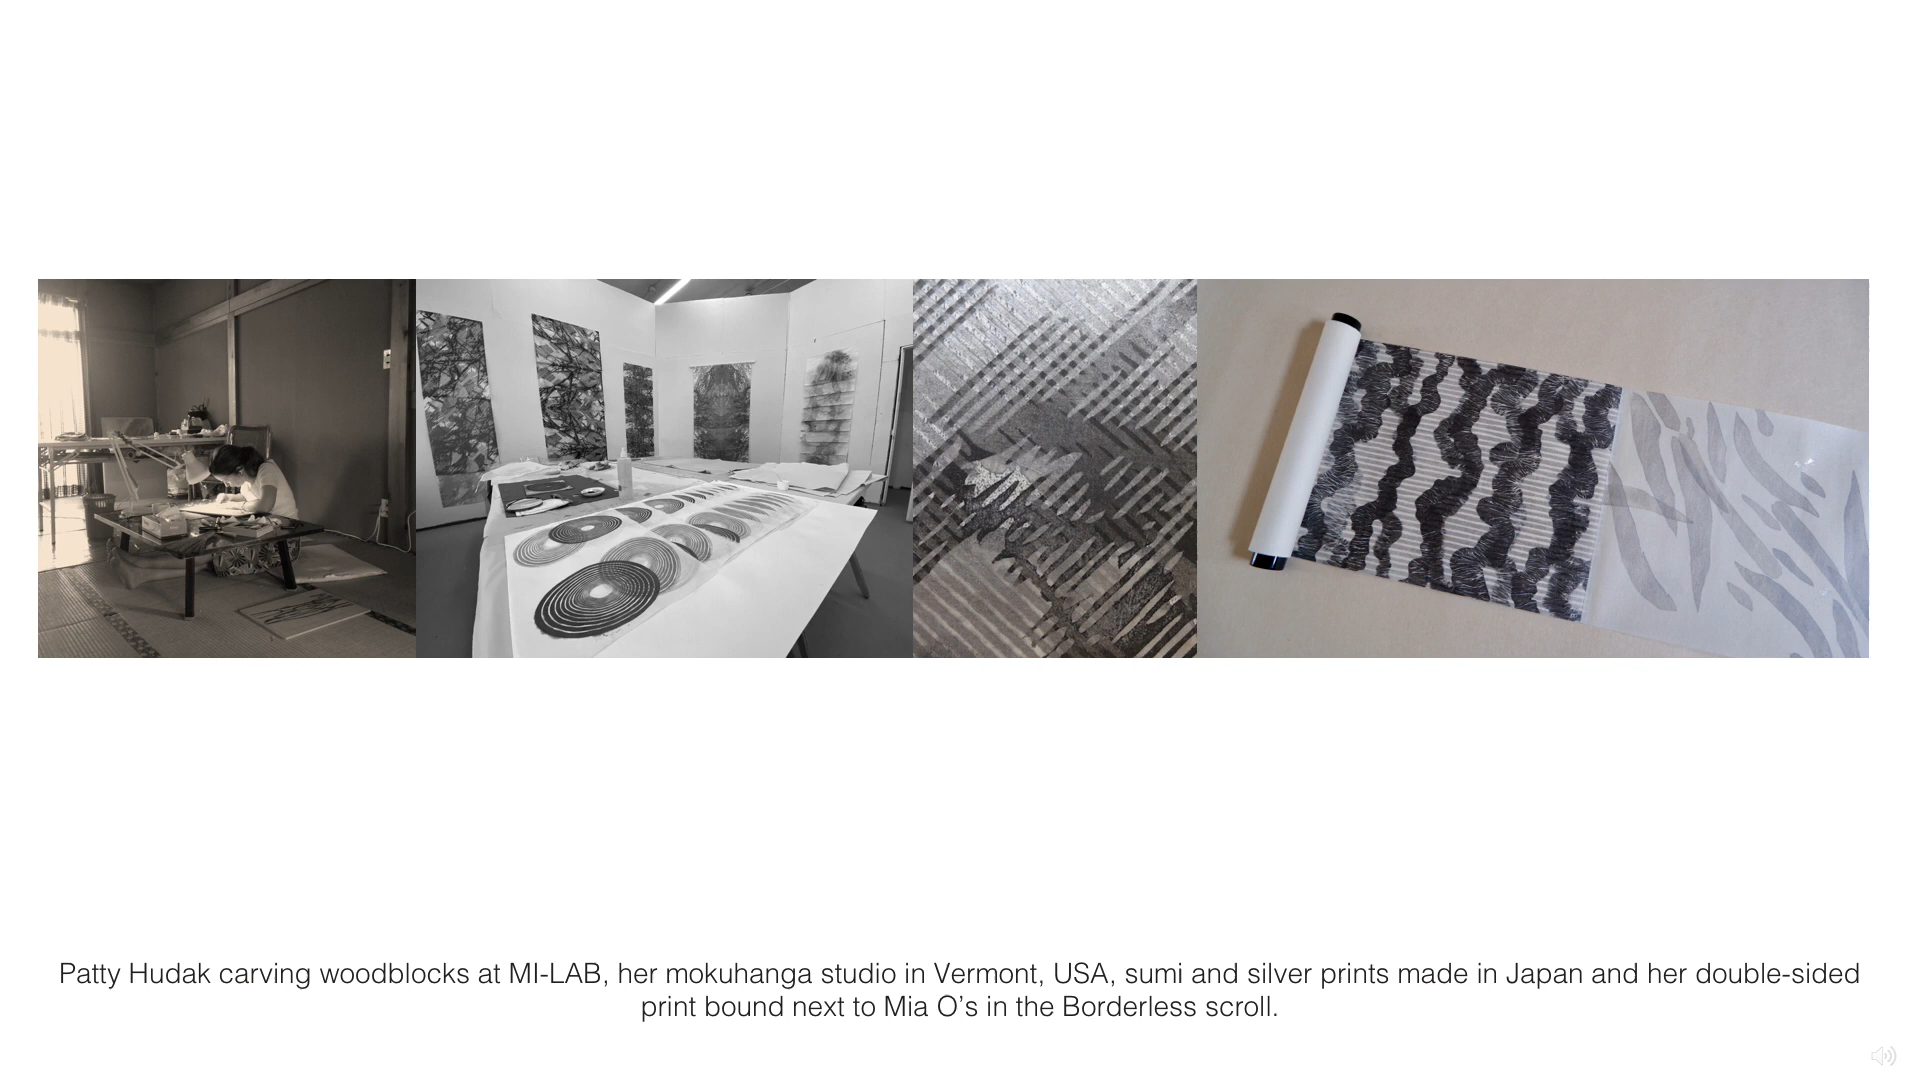 Patty Hudak carving woodblocks at MI-LAB, her mokuhanga studio in Vermont, USA, sumi and silver prints made in Japan and her double-sided
print bound next to Mia O’s in the Borderless scroll.